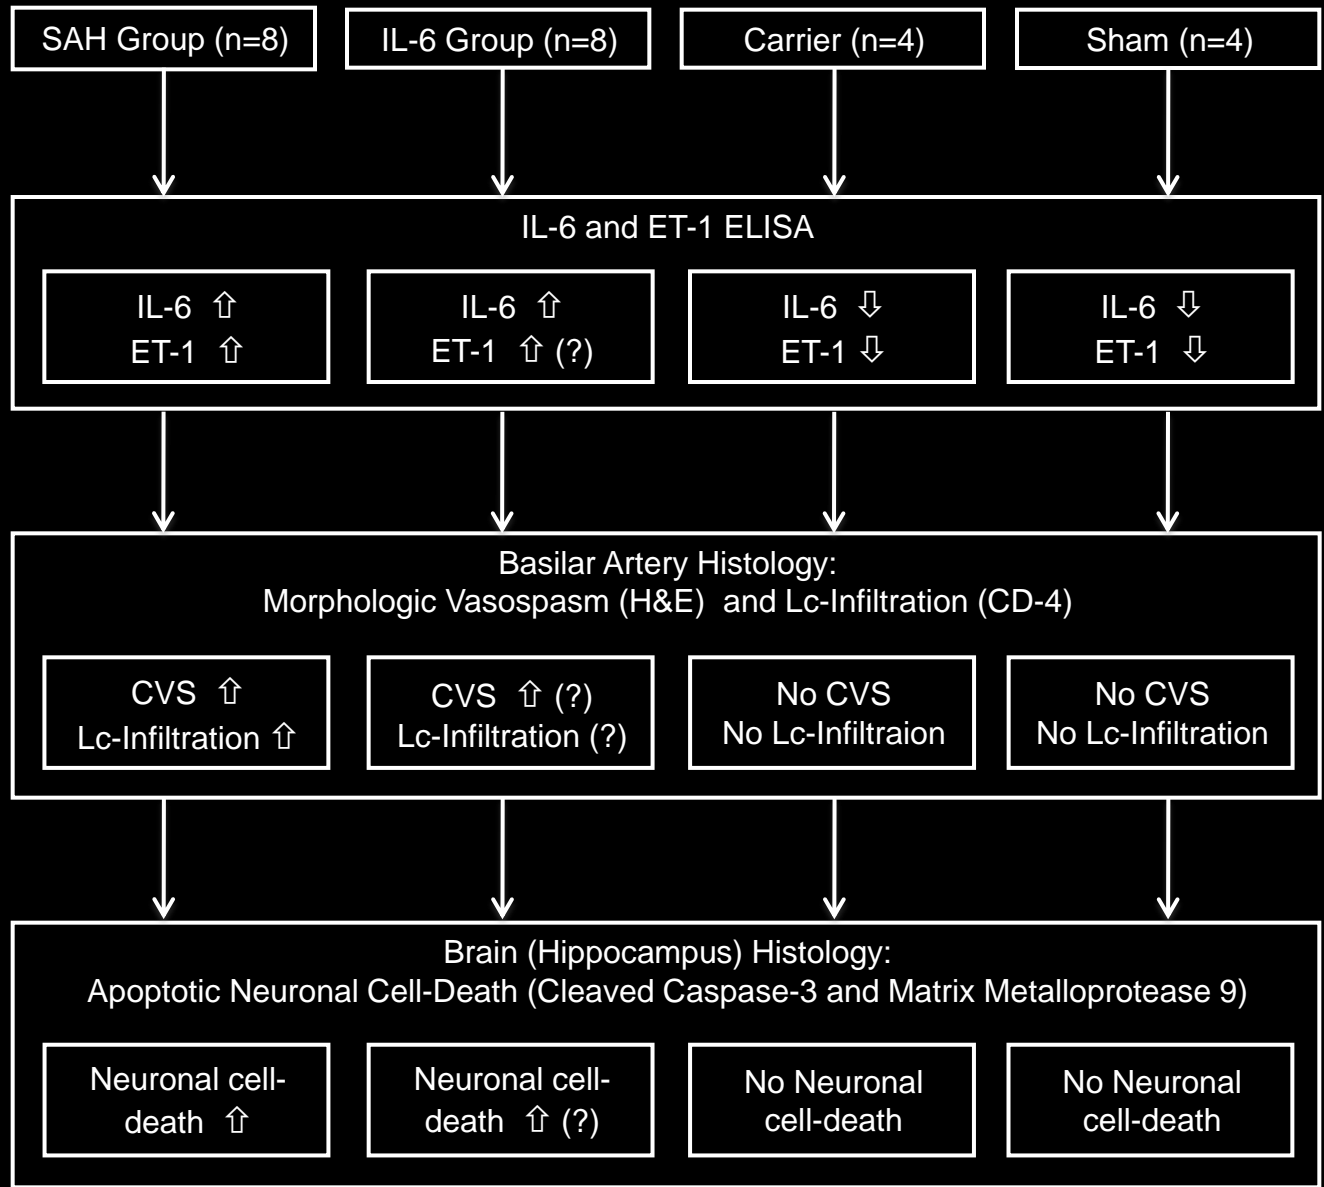 SAH Group (n=8)
IL-6 Group (n=8)
Carrier (n=4)
Sham (n=4)
IL-6 and ET-1 ELISA
IL-6 ⇧
ET-1 ⇧
IL-6 ⇧
ET-1 ⇧ (?)
IL-6 ⇩
ET-1 ⇩
IL-6 ⇩
ET-1 ⇩
Basilar Artery Histology:
Morphologic Vasospasm (H&E) and Lc-Infiltration (CD-4)
CVS ⇧
Lc-Infiltration ⇧
CVS ⇧ (?)
Lc-Infiltration (?)
No CVS
No Lc-Infiltraion
No CVS
No Lc-Infiltration
Brain (Hippocampus) Histology:
Apoptotic Neuronal Cell-Death (Cleaved Caspase-3 and Matrix Metalloprotease 9)
Neuronal cell-
death ⇧
Neuronal cell-
death ⇧ (?)
No Neuronal
cell-death
No Neuronal
cell-death